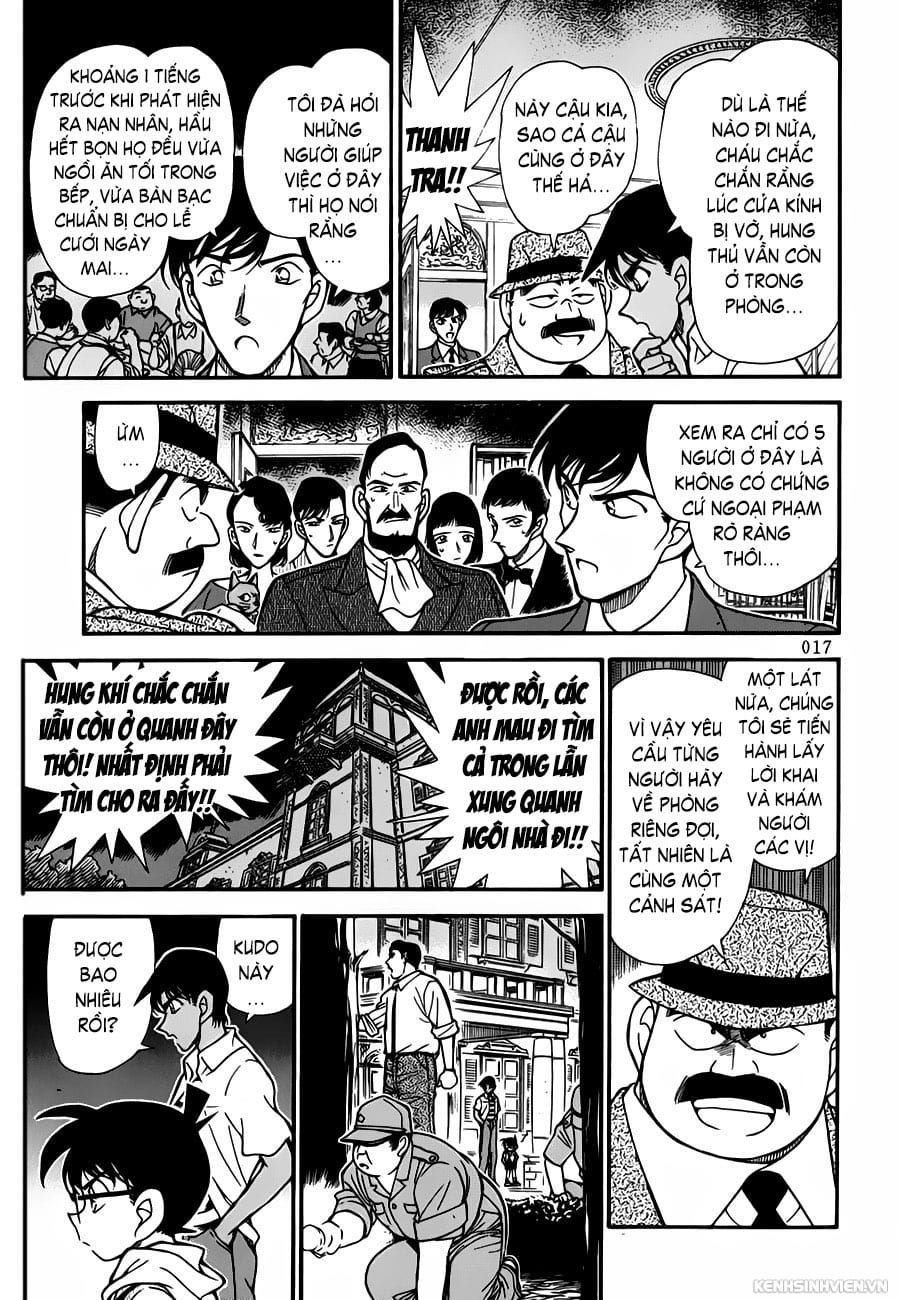 DÙ LÀ THẾ
NÀO ĐI NỮA,
CHÁU CHẮC
CHẮN RẰNG
LÚC CỬA KÍNH
BỊ VỠ, HUNG
THỦ VẪN CÒN
Ở TRONG
PHÒNG...
NÀY CẬU KIA,
SAO CẢ CẬU
CŨNG Ở ĐÂY
THẾ HẢ...
THANH
TRA!!
TÔI ĐÃ HỎI
NHỮNG
NGƯỜI GIÚP
VIỆC Ở ĐÂY
THÌ HỌ NÓI
RẰNG
...
KHOẢNG 1 TIẾNG
TRƯỚC KHI PHÁT HIỆN
RA NẠN NHÂN, HẦU
HẾT BỌN HỌ ĐỀU VỪA
NGỒI ĂN TỐI TRONG
BẾP, VỪA BÀN BẠC
CHUẨN BỊ CHO LỄ
CƯỚI NGÀY
MAI...
XEM RA CHỈ CÓ 5
NGƯỜI Ở ĐÂY LÀ
KHÔNG CÓ CHỨNG
CỨ NGOẠI PHẠM
RÕ RÀNG
THÔI...
ỪM
...
017
MỘT LÁT
NỮA, CHÚNG
TÔI SẼ TIẾN
HÀNH LẤY
LỜI KHAI
VÀ KHÁM
NGƯỜI
CÁC VỊ!
VÌ VẬY YÊU
CẦU TỪNG
NGƯỜI HÃY
VỀ PHÒNG
RIÊNG ĐỢI,
TẤT NHIÊN LÀ
CÙNG MỘT
CẢNH SÁT!
ĐƯỢC RỒI, CÁC
ANH MAU ĐI TÌM
CẢ TRONG LẪN
XUNG QUANH
NGÔI NHÀ ĐI!!
HUNG KHÍ CHẮC CHẮN
VẪN CÒN Ở QUANH ĐÂY
THÔI! NHẤT ĐỊNH PHẢI
TÌM CHO RA ĐẤY!!
KUDO
NÀY
...
ĐƯỢC
BAO
NHIÊU
RỒI?
KENHSINHVIEN.VN